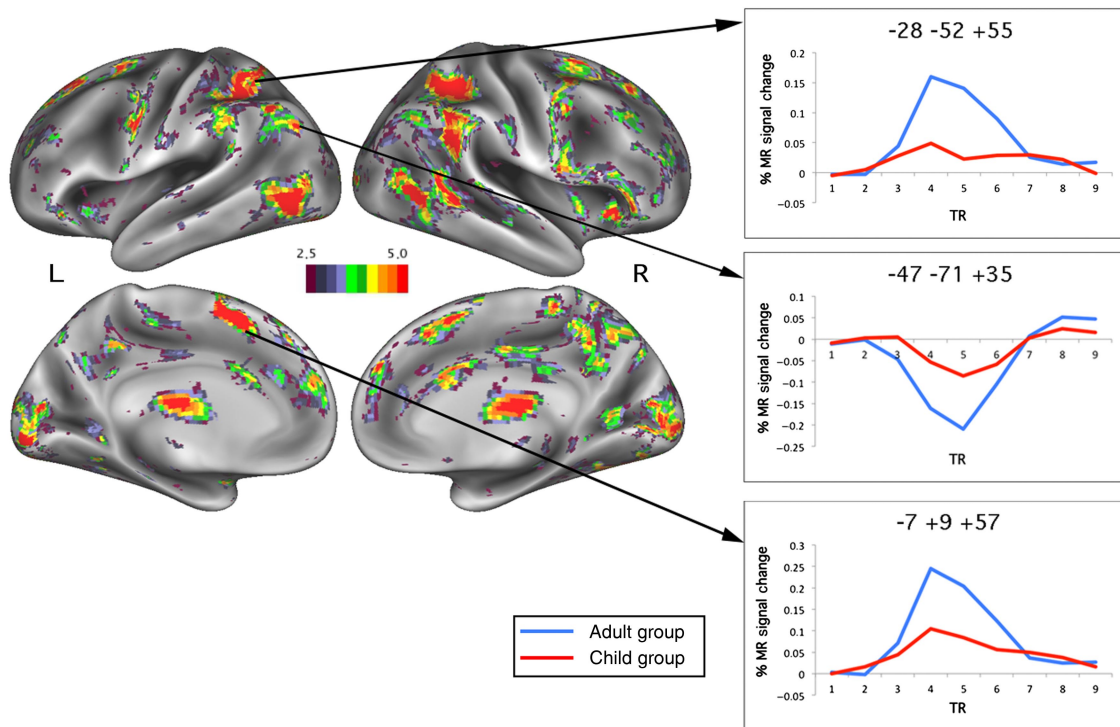 -28 -52 +55
% MR signal change
0.2
0.15
0.1
0.05
0
−0.05
1 2 3 4 5 6 7 8 9
TR
2.5 5.0
L R
-47 -71 +35
% MR signal change
0.1
0.05
0
−0.05
−0.1
−0.15
−0.2
−0.25
1 2 3 4 5 6 7 8 9
TR
-7 +9 +57
% MR signal change
0.3
0.25
0.2
0.15
0.1
0.05
0
−0.05
1 2 3 4 5 6 7 8 9
TR
Adult group
Child group